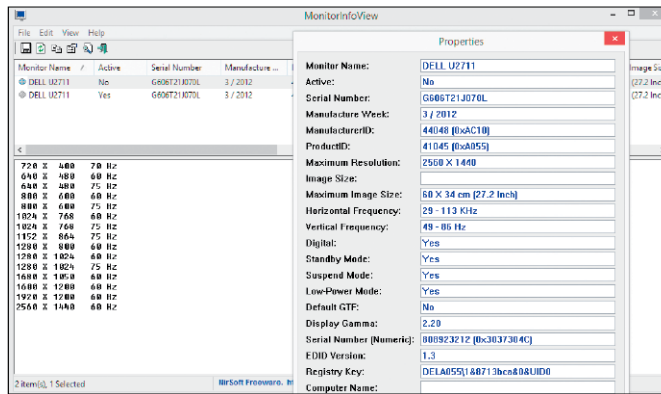 MonitorInfoView
File Edit View Help
Monitor Name / Active Serial Number Manufacture ...
DELL U2711 No G606T21J070L 3 / 2012
DELL U2711 Yes G606T21J070L 3 / 2012
Image Siz
(27.2 Inc
(27.2 Inc
720 X 400 70 Hz
640 X 480 60 Hz
640 X 480 75 Hz
800 X 600 60 Hz
800 X 600 75 Hz
1024 X 768 60 Hz
1024 X 768 75 Hz
1152 X 864 75 Hz
1280 X 800 60 Hz
1280 X 1024 60 Hz
1280 X 1024 75 Hz
1680 X 1050 60 Hz
1600 X 1200 60 Hz
1920 X 1200 60 Hz
2560 X 1440 60 Hz
2 item(s), 1 Selected
NirSoft Freeware.
Properties
Monitor Name: DELL U2711
Active: No
Serial Number: G606T21J070L
Manufacture Week: 3 / 2012
ManufacturerID: 44048 (0xAC10)
ProductID: 41045 (0xA055)
Maximum Resolution: 2560 X 1440
Image Size:
Maximum Image Size: 60 X 34 cm (27.2 Inch)
Horizontal Frequency: 29 - 113 KHz
Vertical Frequency: 49 - 86 Hz
Digital: Yes
Standby Mode: Yes
Suspend Mode: Yes
Low-Power Mode: Yes
Default GTF: No
Display Gamma: 2.20
Serial Number (Numeric): 808923212 (0x3037304C)
EDID Version: 1.3
Registry Key: DELA055\1&8713bca&0&UID0
Computer Name: